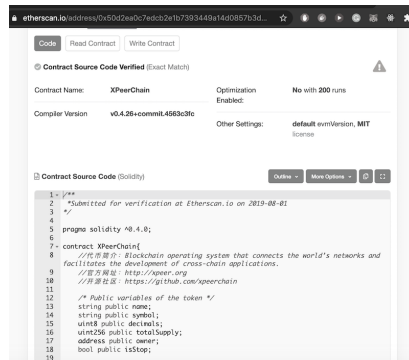 etherscan.io/address/0x50d2ea0c7edcb2e1b7393449a14d0857b3d...
Code
Read Contract
Write Contract
Contract Source Code Verified (Exact Match)
Contract Name:
XPeerChain
Optimization Enabled:
No with 200 runs
Compiler Version
v0.4.26+commit.4563c3fc
Other Settings:
default evmVersion, MIT license
Contract Source Code (Solidity)
Outline
More Options
1 /**
2 *Submitted for verification at Etherscan.io on 2019-08-01
3 */
4
5 pragma solidity ^0.4.0;
6
7 contract XPeerChain{
8 //代币简介: Blockchain operating system that connects the world's networks and
facilitates the development of cross-chain applications.
9 //官方网址: http://xpeer.org
10 //开源社区: https://github.com/xpeerchain
11
12 /* Public variables of the token */
13 string public name;
14 string public symbol;
15 uint8 public decimals;
16 uint256 public totalSupply;
17 address public owner;
18 bool public isStop;
19